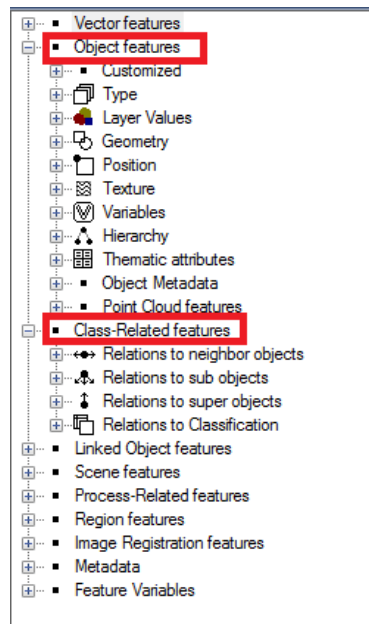 Vector features
Object features
Customized
Type
Layer Values
Geometry
Position
Texture
Variables
Hierarchy
Thematic attributes
Object Metadata
Point Cloud features
Class-Related features
Relations to neighbor objects
Relations to sub objects
Relations to super objects
Relations to Classification
Linked Object features
Scene features
Process-Related features
Region features
Image Registration features
Metadata
Feature Variables